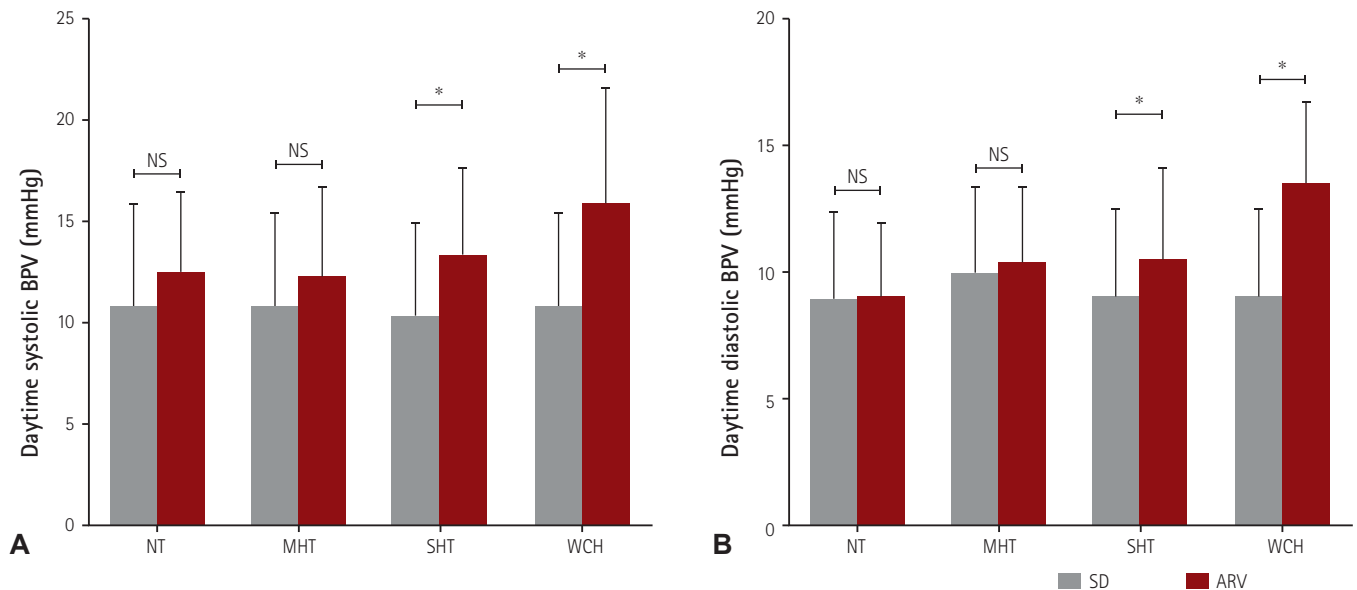 Daytime systolic BPV (mmHg)
25
20
15
10
5
0
NS
NS
*
*
NT
MHT
SHT
WCH
A
Daytime diastolic BPV (mmHg)
20
15
10
5
0
NS
NS
*
*
NT
MHT
SHT
WCH
B
SD
ARV